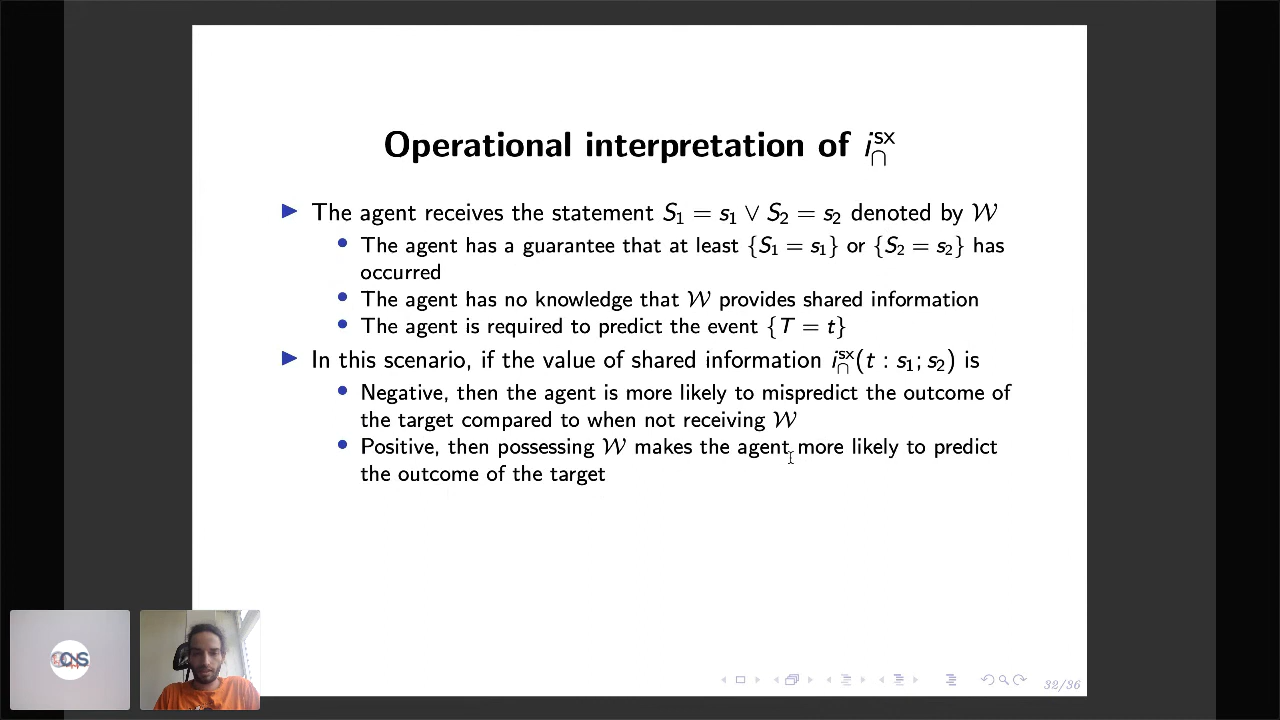 Operational interpretation of i∩^sx
▶ The agent receives the statement S₁ = s₁ ∨ S₂ = s₂ denoted by 𝒲
• The agent has a guarantee that at least {S₁ = s₁} or {S₂ = s₂} has
occurred
• The agent has no knowledge that 𝒲 provides shared information
• The agent is required to predict the event {T = t}
▶ In this scenario, if the value of shared information i∩^sx(t : s₁; s₂) is
• Negative, then the agent is more likely to mispredict the outcome of
the target compared to when not receiving 𝒲
• Positive, then possessing 𝒲 makes the agent more likely to predict
the outcome of the target
32/36